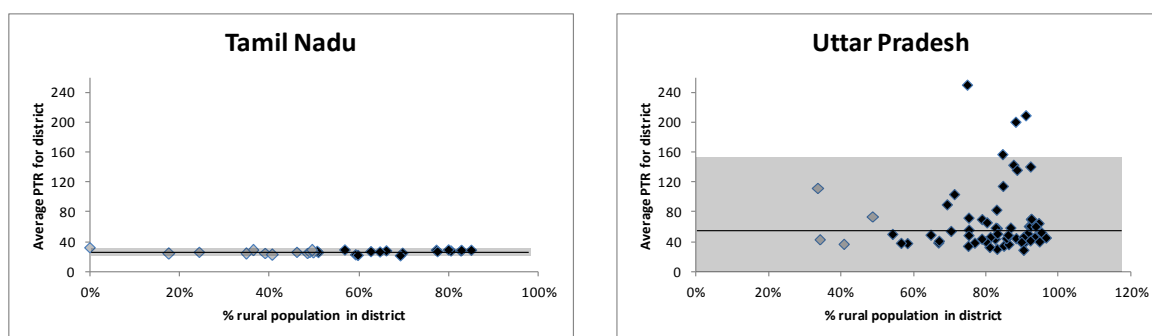 Tamil Nadu
Average PTR for district
240
200
160
120
80
40
0
0% 20% 40% 60% 80% 100%
% rural population in district
Uttar Pradesh
Average PTR for district
240
200
160
120
80
40
0
0% 20% 40% 60% 80% 100% 120%
% rural population in district